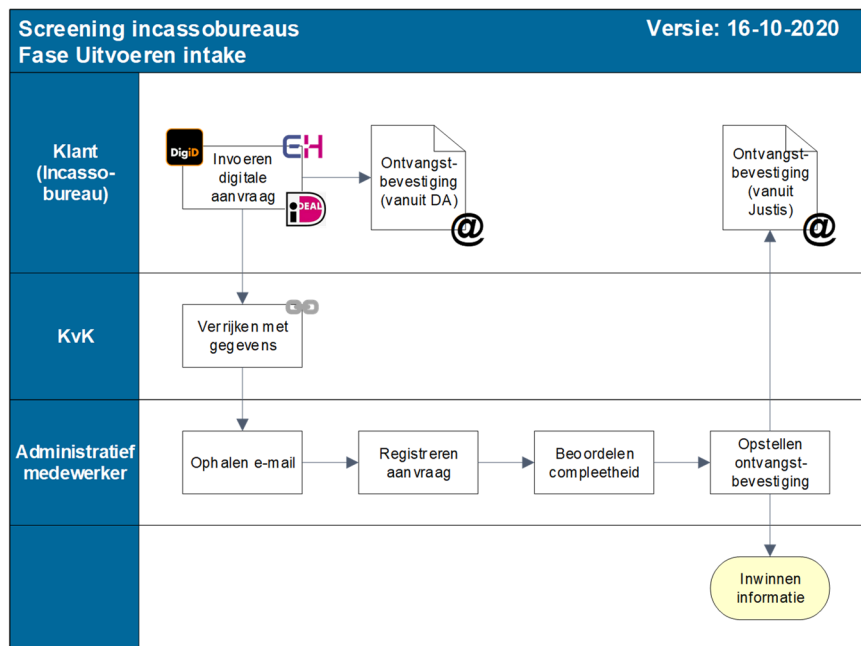 Screening incassobureaus
Fase Uitvoeren intake
Versie: 16-10-2020
Klant
(Incasso-
bureau)
DigiD
Invoeren
digitale
aanvraag
EH
iDEAL
Ontvangst-
bevestiging
(vanuit DA)
@
Ontvangst-
bevestiging
(vanuit
Justis)
@
KvK
Verrijken met
gegevens
Administratief
medewerker
Ophalen e-mail
Registreren
aanvraag
Beoordelen
compleetheid
Opstellen
ontvangst-
bevestiging
Inwinnen
informatie